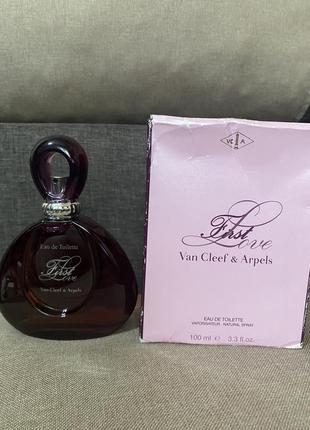 Eau de Toilette
First
Love
Van Cleef & Arpels
VCA
First
Love
Van Cleef & Arpels
EAU DE TOILETTE
VAPORISATEUR NATURAL SPRAY
100 ml ℮ 3.3 fl.oz.